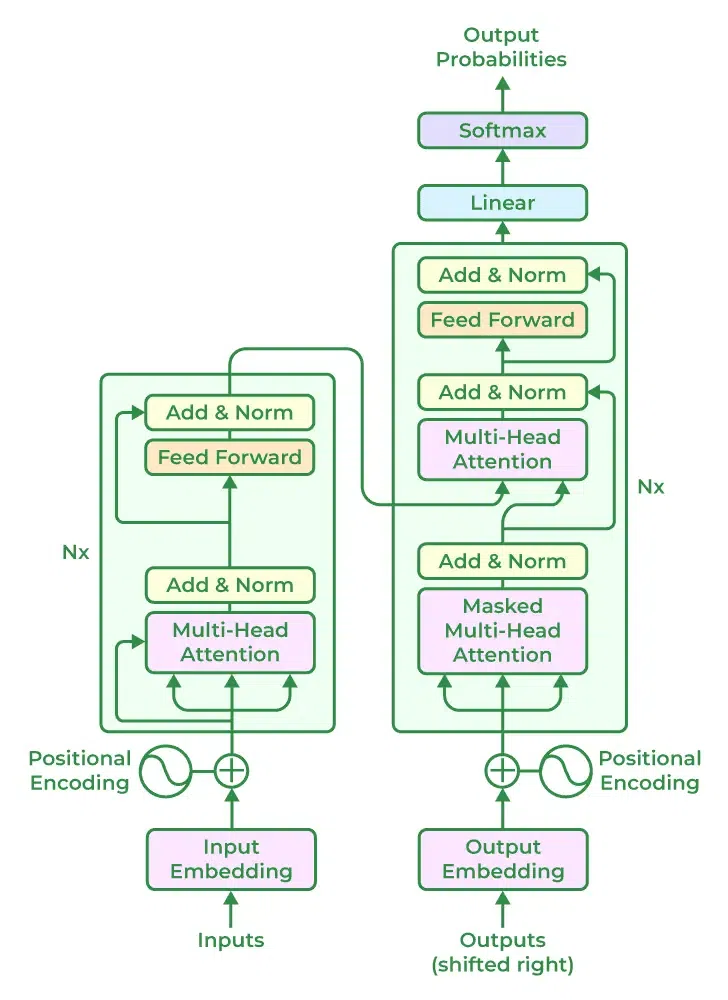 Output
Probabilities
Softmax
Linear
Add & Norm
Feed Forward
Add & Norm
Multi-Head
Attention
Nx
Add & Norm
Masked
Multi-Head
Attention
Add & Norm
Feed Forward
Nx
Add & Norm
Multi-Head
Attention
Positional
Encoding
Positional
Encoding
Input
Embedding
Output
Embedding
Inputs
Outputs
(shifted right)